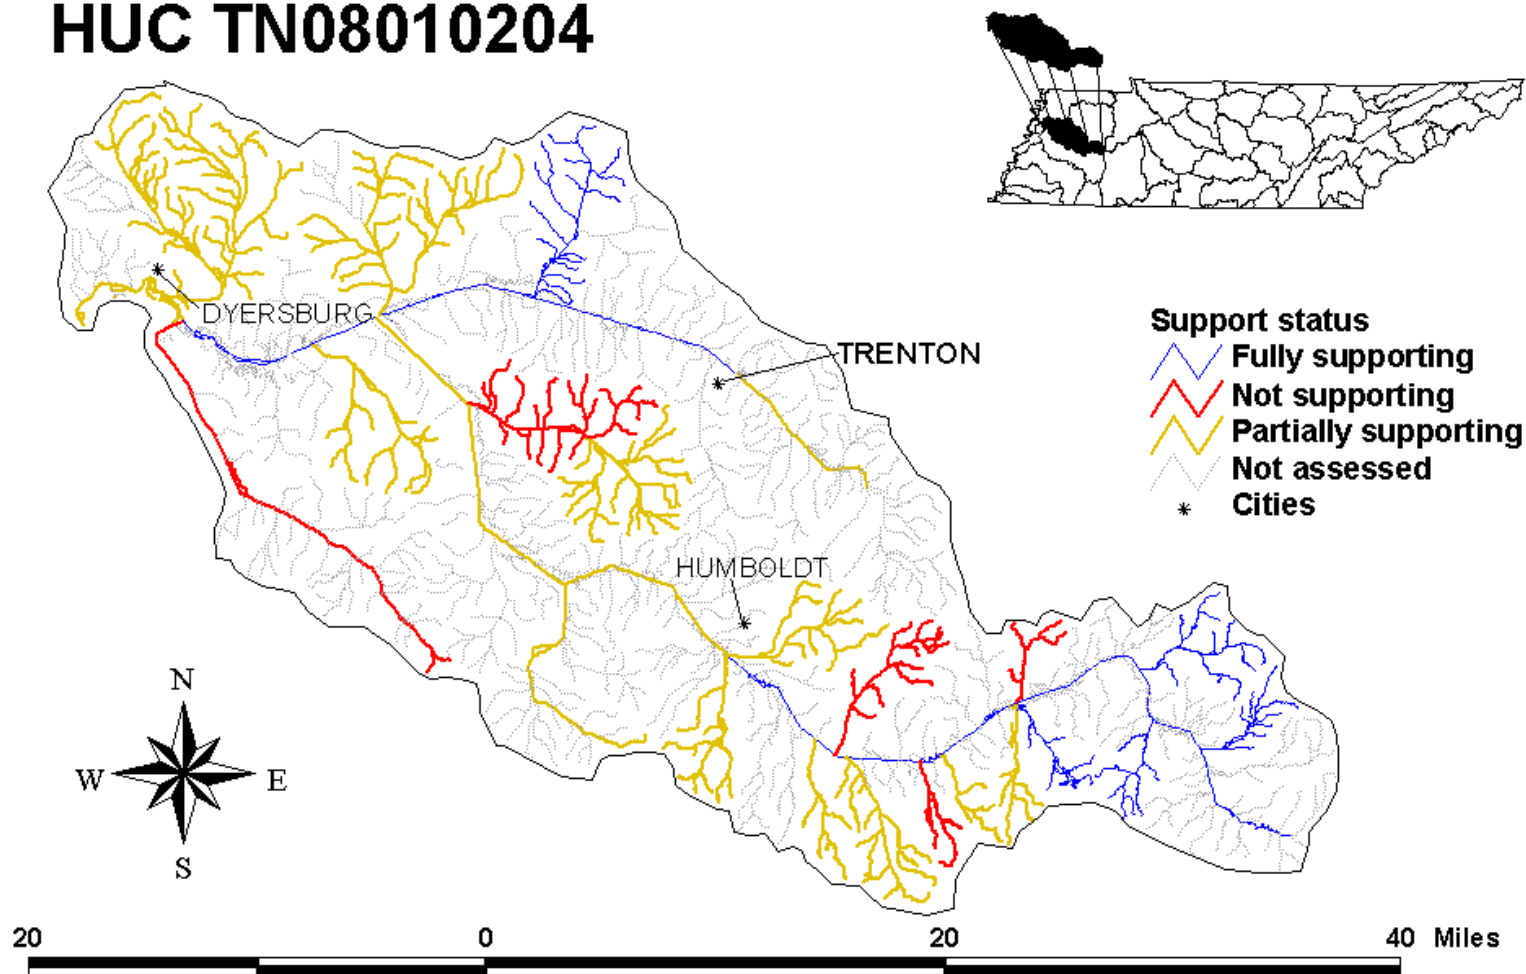 HUC TN08010204
DYERSBURG
TRENTON
Support status
Fully supporting
Not supporting
Partially supporting
Not assessed
* Cities
HUMBOLDT
N
W E
S
20 0 20 40 Miles